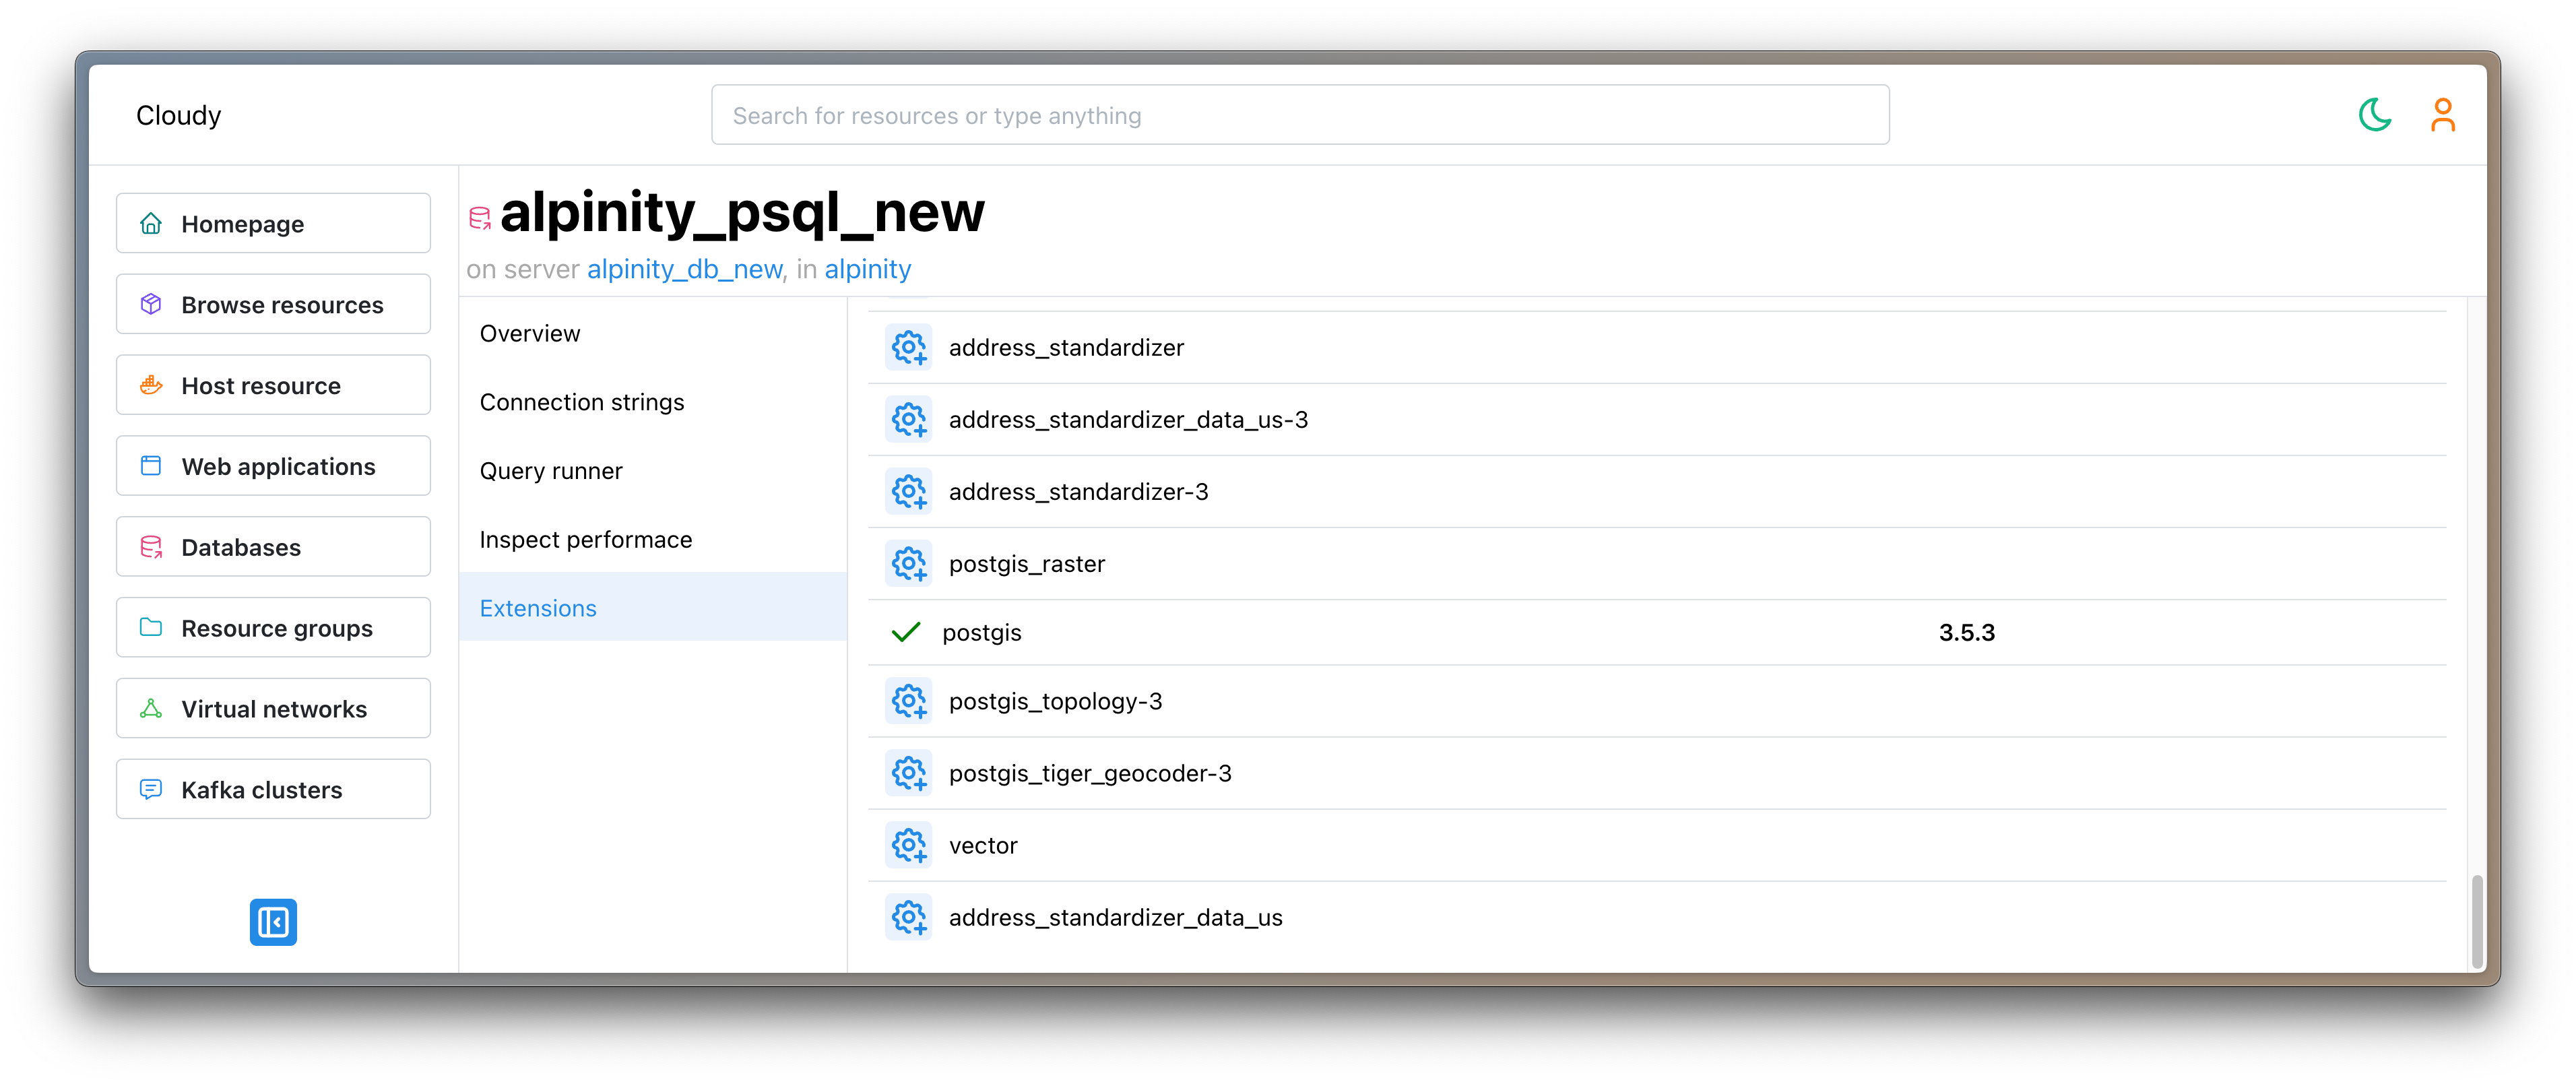 Cloudy
Search for resources or type anything
Homepage
Browse resources
Host resource
Web applications
Databases
Resource groups
Virtual networks
Kafka clusters
alpinity_psql_new
on server alpinity_db_new, in alpinity
Overview
Connection strings
Query runner
Inspect performace
Extensions
address_standardizer
address_standardizer_data_us-3
address_standardizer-3
postgis_raster
postgis 3.5.3
postgis_topology-3
postgis_tiger_geocoder-3
vector
address_standardizer_data_us